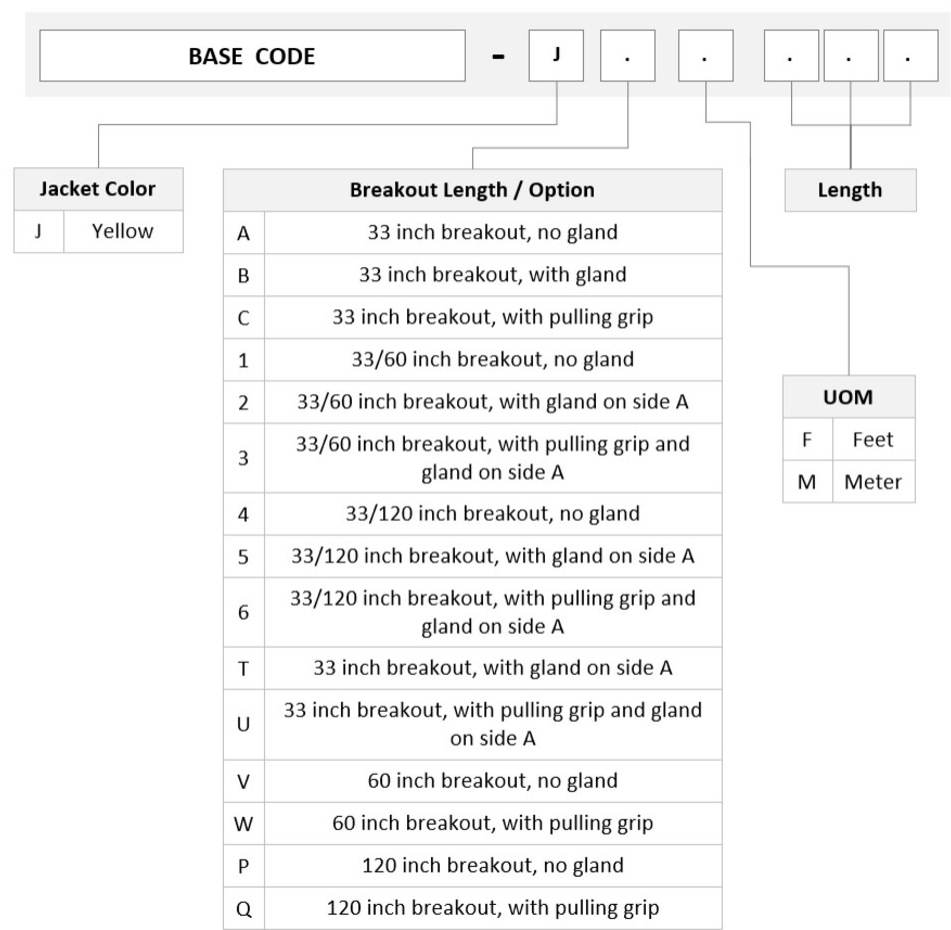 BASE CODE - J . . . . .
Jacket Color
J Yellow
Breakout Length / Option
A 33 inch breakout, no gland
B 33 inch breakout, with gland
C 33 inch breakout, with pulling grip
1 33/60 inch breakout, no gland
2 33/60 inch breakout, with gland on side A
3 33/60 inch breakout, with pulling grip and
gland on side A
4 33/120 inch breakout, no gland
5 33/120 inch breakout, with gland on side A
6 33/120 inch breakout, with pulling grip and
gland on side A
T 33 inch breakout, with gland on side A
U 33 inch breakout, with pulling grip and gland
on side A
V 60 inch breakout, no gland
W 60 inch breakout, with pulling grip
P 120 inch breakout, no gland
Q 120 inch breakout, with pulling grip
Length
UOM
F Feet
M Meter